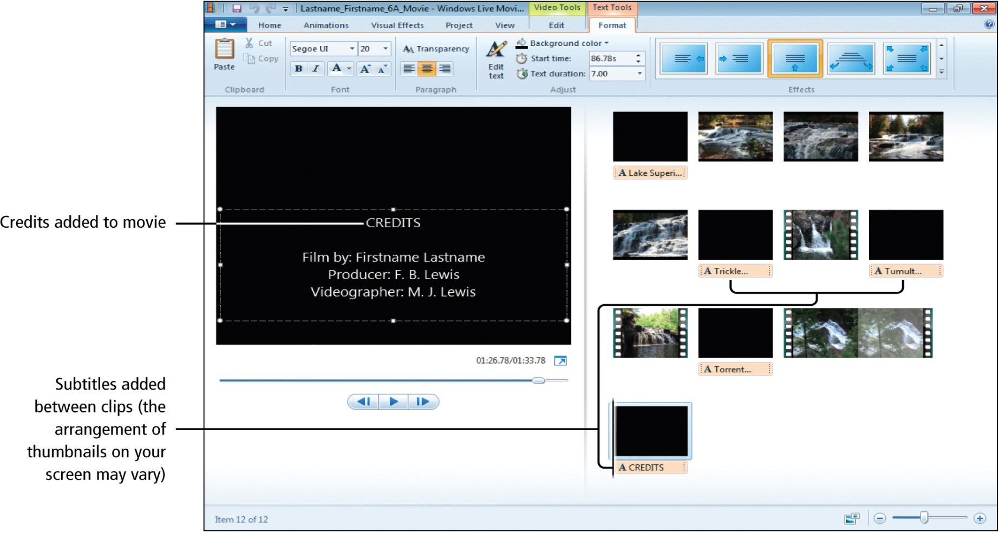 Lastname_Firstname_6A_Movie - Windows Live Movi...
Video Tools
Text Tools
Home
Animations
Visual Effects
Project
View
Edit
Format
Paste
Cut
Copy
Clipboard
Segoe UI
20
B I A A A
Font
Transparency
Paragraph
Edit
text
Background color
Start time:
86.78s
Text duration:
7.00
Adjust
Effects
Credits added to movie
CREDITS
Film by: Firstname Lastname
Producer: F. B. Lewis
Videographer: M. J. Lewis
01:26.78/01:33.78
Subtitles added
between clips (the
arrangement of
thumbnails on your
screen may vary)
A Lake Superi...
A Trickle...
A Tumult...
A Torrent...
A CREDITS
Item 12 of 12